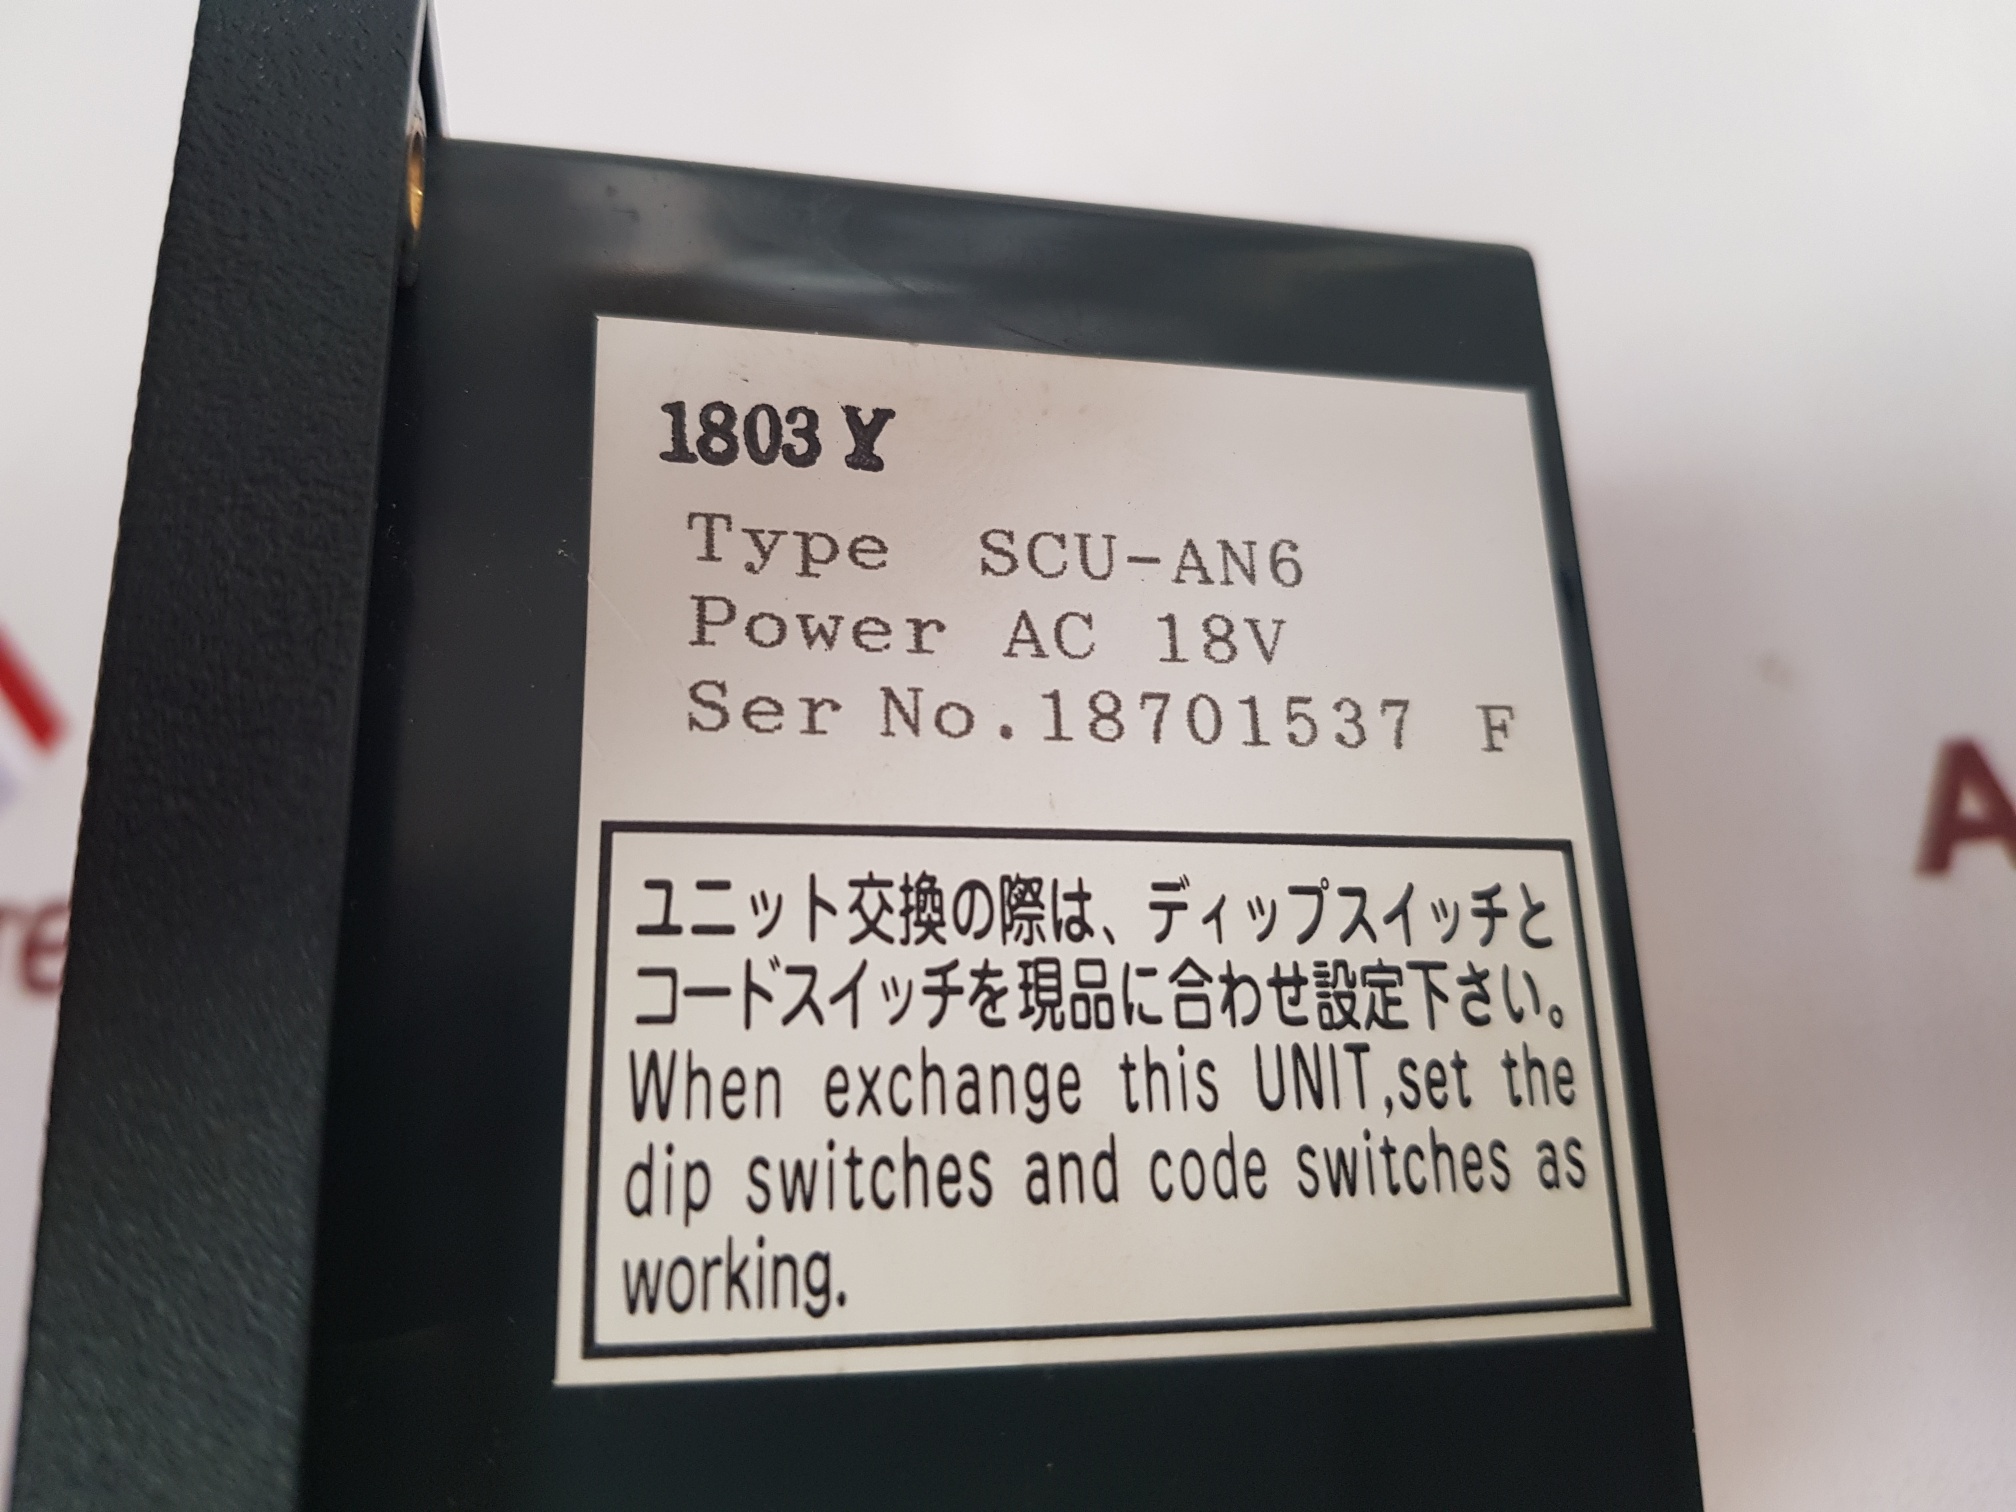 1803 Y
Type SCU-AN6
Power AC 18V
Ser No.18701537 F
ユニット交換の際は、ディップスイッチと
コードスイッチを現品に合わせ設定下さい。
When exchange this UNIT,set the
dip switches and code switches as
working.
re
A